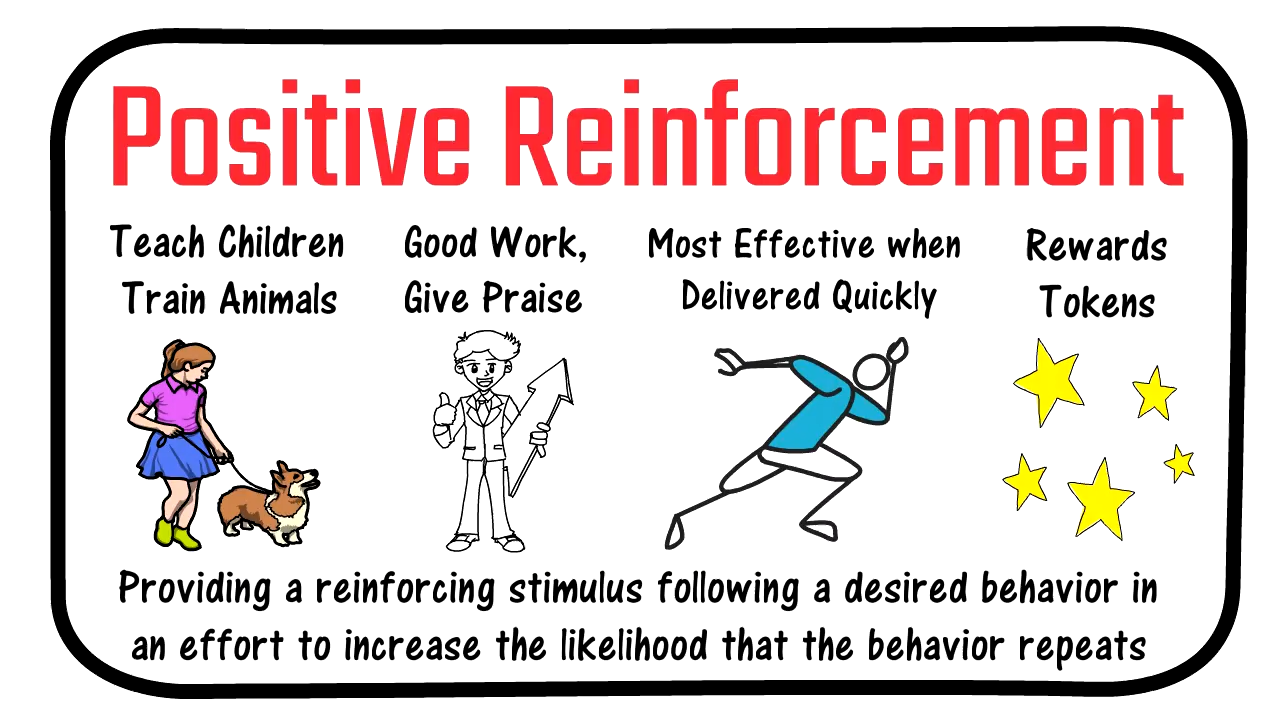 Positive Reinforcement
Teach Children
Train Animals
Good Work,
Give Praise
Most Effective when
Delivered Quickly
Rewards
Tokens
Providing a reinforcing stimulus following a desired behavior in
an effort to increase the likelihood that the behavior repeats